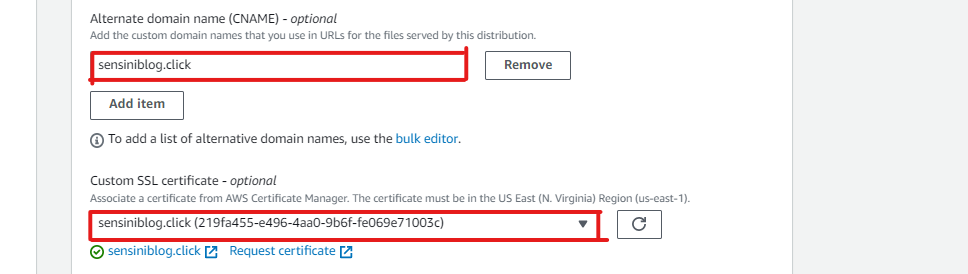 Alternate domain name (CNAME) - optional
Add the custom domain names that you use in URLs for the files served by this distribution.
sensiniblog.click
Remove
Add item
To add a list of alternative domain names, use the bulk editor.
Custom SSL certificate - optional
Associate a certificate from AWS Certificate Manager. The certificate must be in the US East (N. Virginia) Region (us-east-1).
sensiniblog.click (219fa455-e496-4aa0-9b6f-fe069e71003c)
sensiniblog.click Request certificate